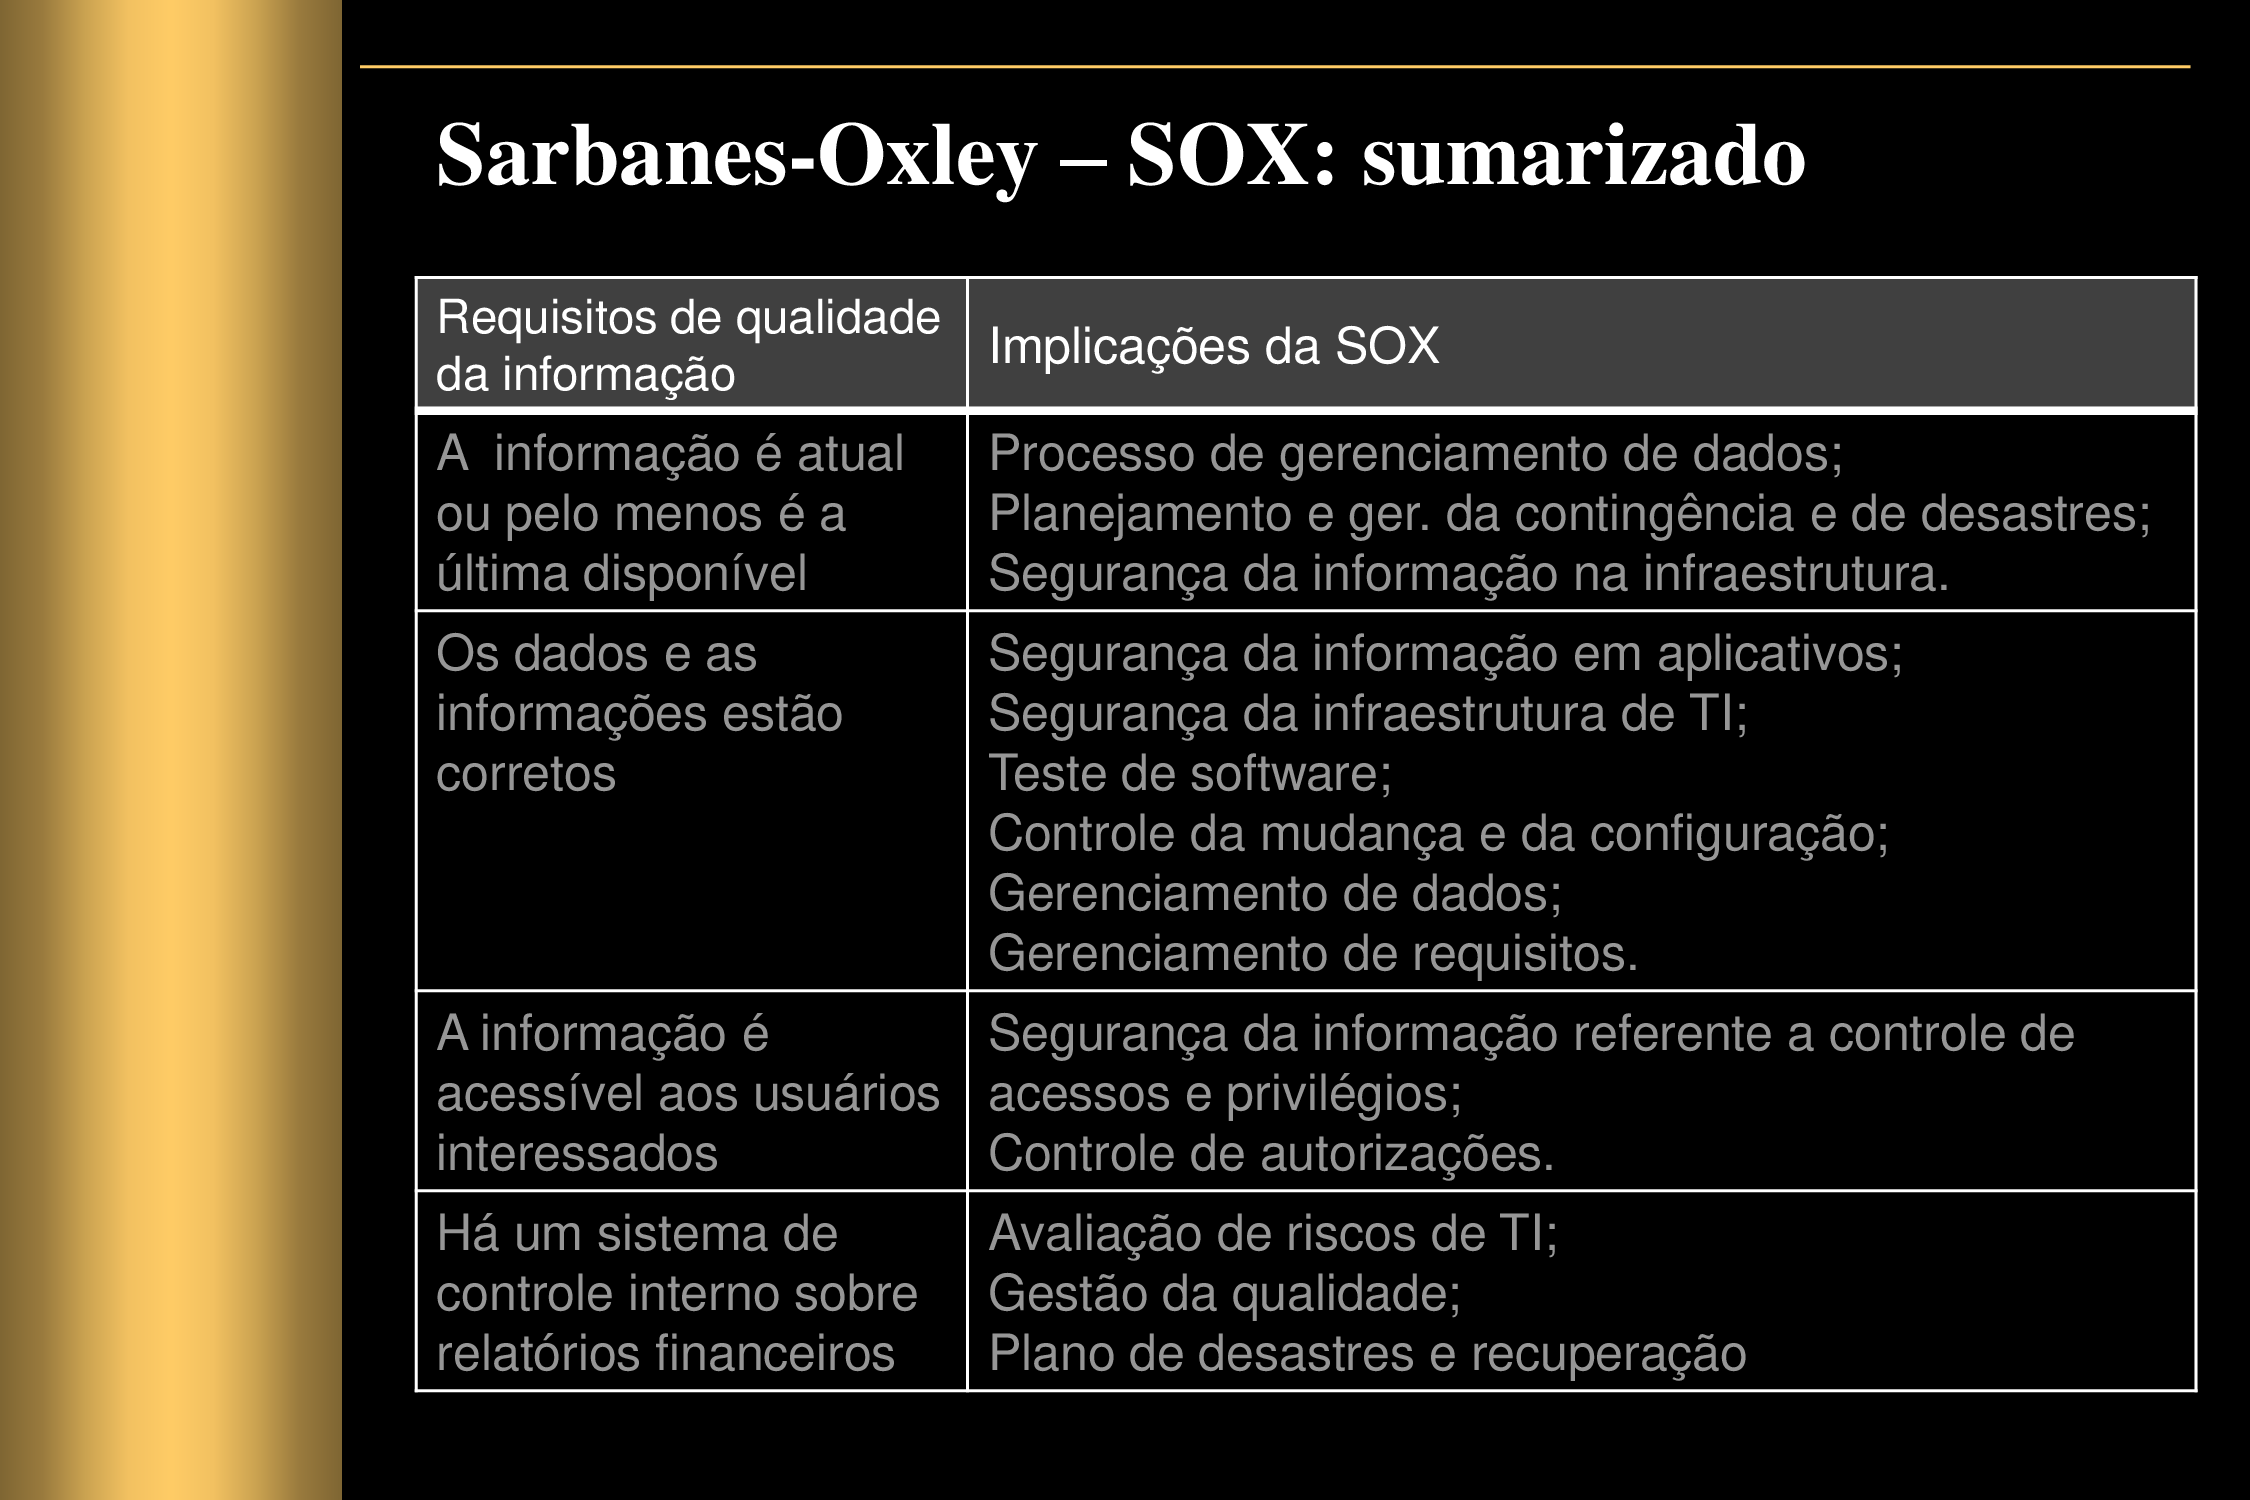 Sarbanes-Oxley – SOX: sumarizado
Requisitos de qualidade
da informação
Implicações da SOX
A informação é atual
ou pelo menos é a
última disponível
Processo de gerenciamento de dados;
Planejamento e ger. da contingência e de desastres;
Segurança da informação na infraestrutura.
Os dados e as
informações estão
corretos
Segurança da informação em aplicativos;
Segurança da infraestrutura de TI;
Teste de software;
Controle da mudança e da configuração;
Gerenciamento de dados;
Gerenciamento de requisitos.
A informação é
acessível aos usuários
interessados
Segurança da informação referente a controle de
acessos e privilégios;
Controle de autorizações.
Há um sistema de
controle interno sobre
relatórios financeiros
Avaliação de riscos de TI;
Gestão da qualidade;
Plano de desastres e recuperação